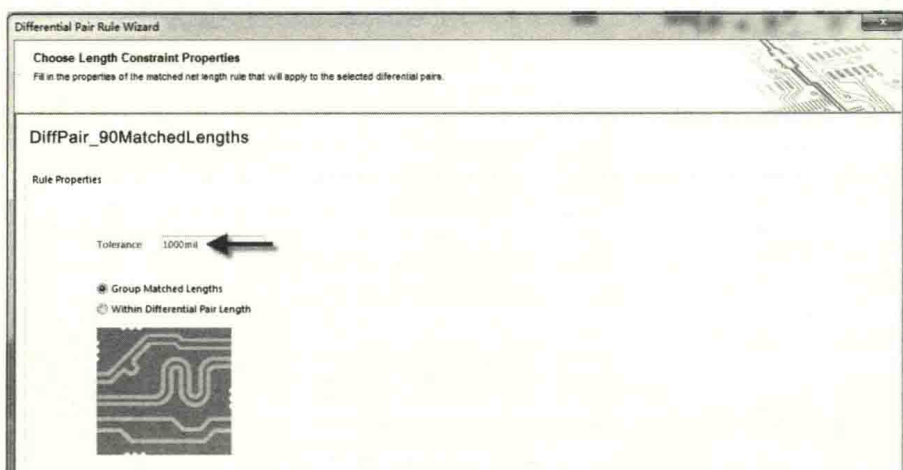 Differential Pair Rule Wizard
Choose Length Constraint Properties
Fill in the properties of the matched net length rule that will apply to the selected diferential pairs.
DiffPair_90MatchedLengths
Rule Properties
Tolerance 1000mil
Group Matched Lengths
Within Differential Pair Length